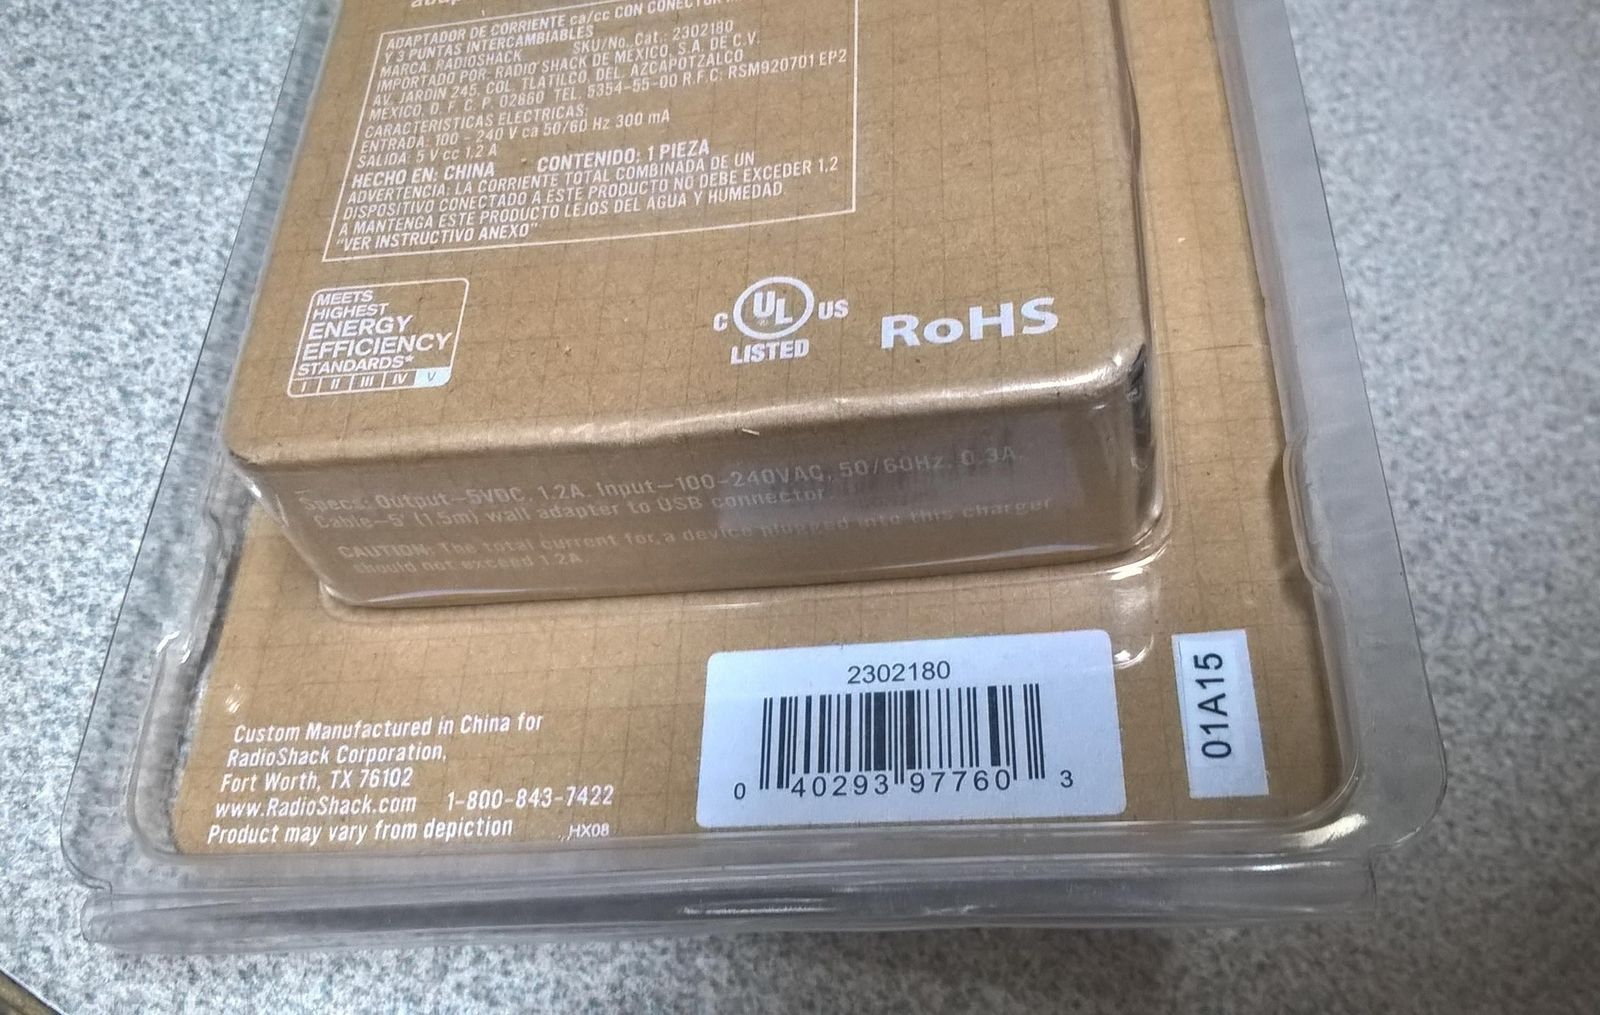 ADAPTADOR DE CORRIENTE ca/cc CON
Y 3 PUNTAS INTERCAMBIABLES
MARCA: RADIOSHACK SKU/No. Cat.: 2302180
IMPORTADO POR: RADIO SHACK DE MEXICO, S.A. DE C.V.
AV. JARDIN 245, COL. TLATILCO, DEL. AZCAPOTZALCO
MEXICO, D. F. C. P. 02860 TEL. 5354-55-00 R.F.C: RSM920701 EP2
CARACTERISTICAS ELECTRICAS:
ENTRADA: 100 - 240 V ca 50/60 Hz 300 mA
SALIDA: 5 V cc 1,2 A
HECHO EN: CHINA CONTENIDO: 1 PIEZA
ADVERTENCIA: LA CORRIENTE TOTAL COMBINADA DE UN
DISPOSITIVO CONECTADO A ESTE PRODUCTO NO DEBE EXCEDER 1,2
A MANTENGA ESTE PRODUCTO LEJOS DEL AGUA Y HUMEDAD
"VER INSTRUCTIVO ANEXO"
MEETS
HIGHEST
ENERGY
EFFICIENCY
STANDARDS*
I II III IV V
C UL US
LISTED
RoHS
Specs: Output–5VDC, 1.2A. Input–100-240VAC, 50/60Hz, 0.3A.
Cable–5' (1.5m) wall adapter to USB connector
CAUTION: The total current for a device plugged into this charger
should not exceed 1.2A
Custom Manufactured in China for
RadioShack Corporation,
Fort Worth, TX 76102
www.RadioShack.com 1-800-843-7422
Product may vary from depiction HX08
2302180
0 40293 97760 3
01A15